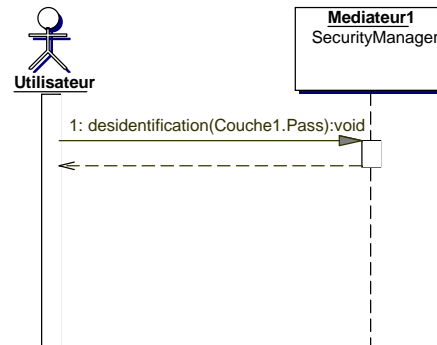 Mediateur1
SecurityManager
Utilisateur
1: desidentification(Couche1.Pass):void